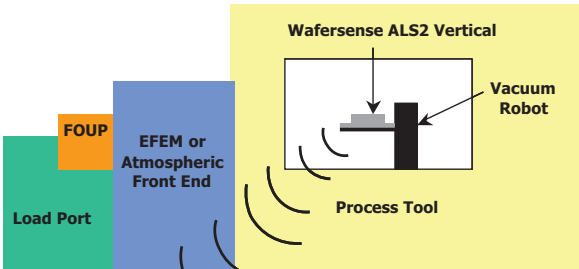 Wafersense ALS2 Vertical
Vacuum
Robot
FOUP
EFEM or
Atmospheric
Front End
Load Port
Process Tool